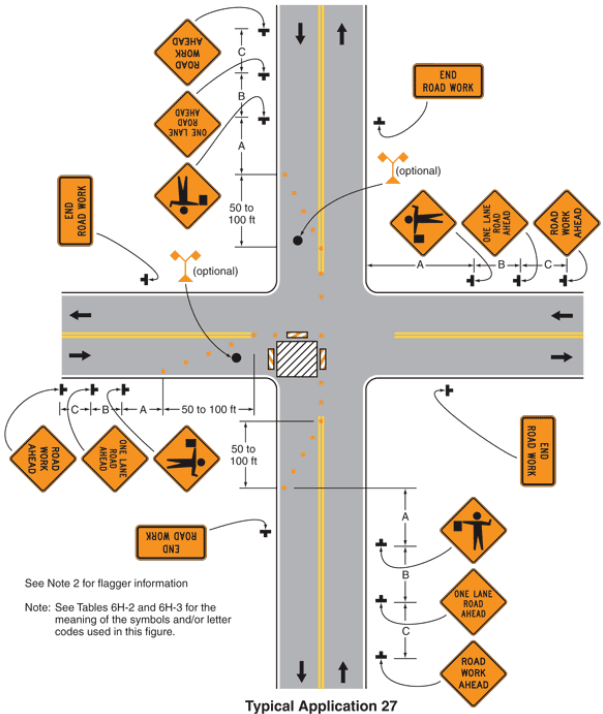 ROAD
WORK
AHEAD
C
B
A
ONE LANE
ROAD
AHEAD
END
ROAD WORK
(optional)
50 to
100 ft
END
ROAD WORK
(optional)
ONE LANE
ROAD
AHEAD
ROAD
WORK
AHEAD
A
B
C
C
B
A
50 to 100 ft
ROAD
WORK
AHEAD
ONE LANE
ROAD
AHEAD
50 to
100 ft
END
ROAD WORK
END
ROAD WORK
A
B
C
ONE LANE
ROAD
AHEAD
ROAD
WORK
AHEAD
See Note 2 for flagger information
Note: See Tables 6H-2 and 6H-3 for the
meaning of the symbols and/or letter
codes used in this figure.
Typical Application 27